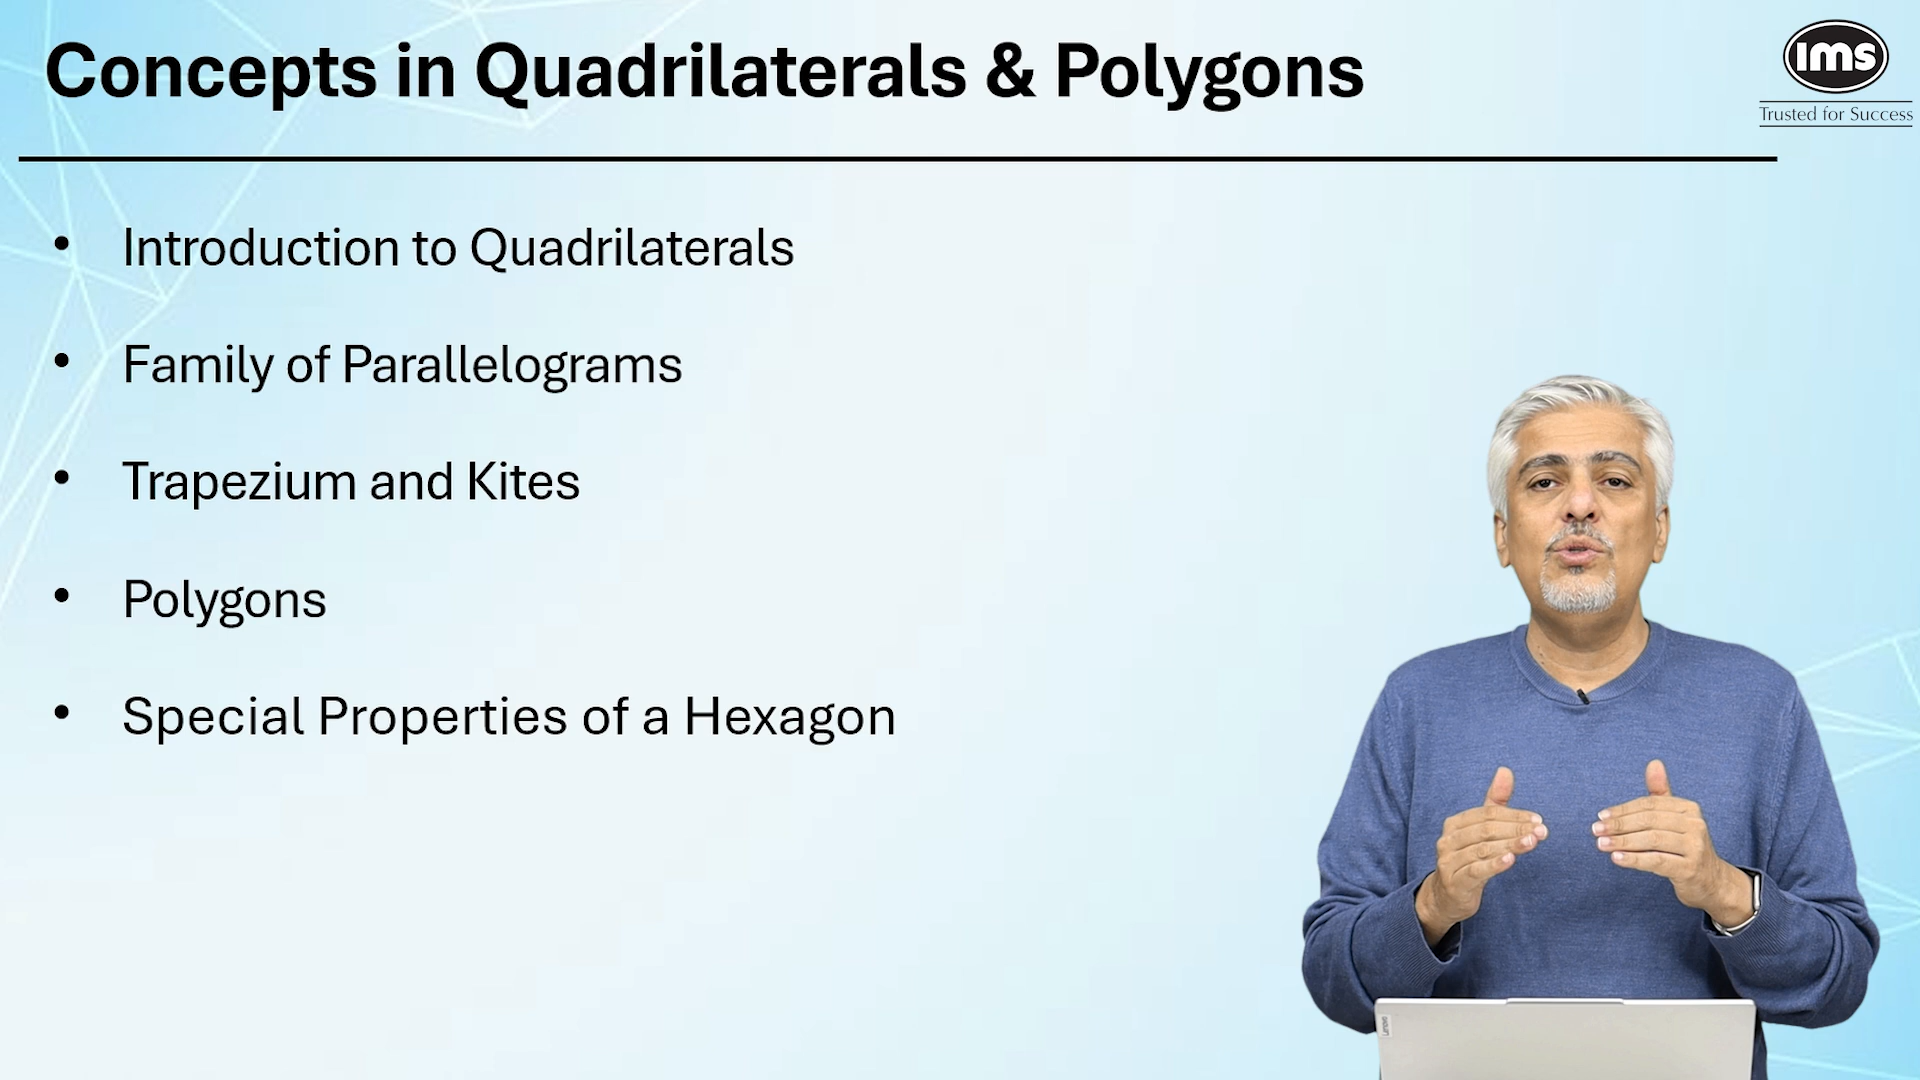 Concepts in Quadrilaterals & Polygons
ims
Trusted for Success
• Introduction to Quadrilaterals
• Family of Parallelograms
• Trapezium and Kites
• Polygons
• Special Properties of a Hexagon
Lenovo